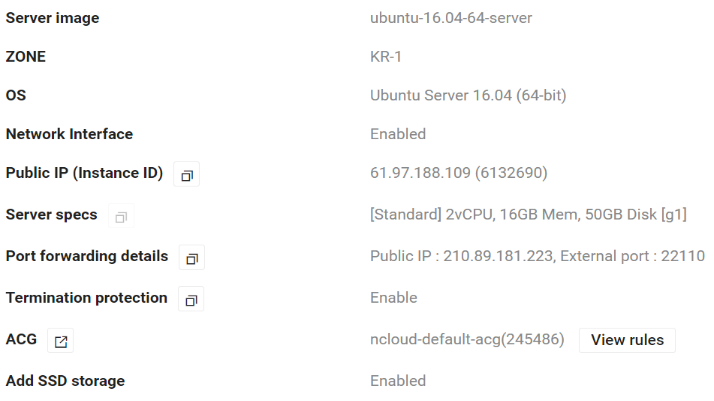 Server image ubuntu-16.04-64-server
ZONE KR-1
OS Ubuntu Server 16.04 (64-bit)
Network Interface Enabled
Public IP (Instance ID) 61.97.188.109 (6132690)
Server specs [Standard] 2vCPU, 16GB Mem, 50GB Disk [g1]
Port forwarding details Public IP : 210.89.181.223, External port : 22110
Termination protection Enable
ACG ncloud-default-acg(245486) View rules
Add SSD storage Enabled